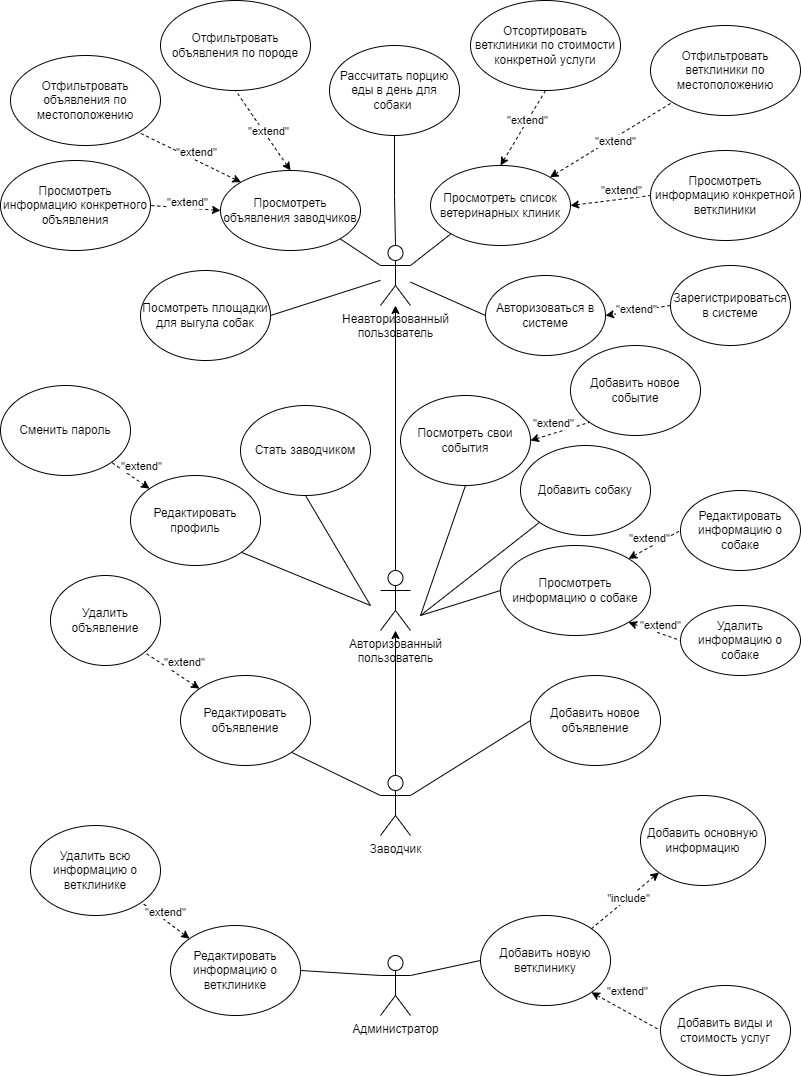 Отфильтровать
объявления по породе
Отсортировать
ветклиники по стоимости
конкретной услуги
Отфильтровать
объявления по
местоположению
Рассчитать порцию
еды в день для
собаки
Отфильтровать
ветклиники по
местоположению
"extend"
"extend"
"extend"
"extend"
Просмотреть
информацию конкретного
объявления
"extend"
Просмотреть
объявления заводчиков
Просмотреть список
ветеринарных клиник
"extend"
Просмотреть
информацию конкретной
ветклиники
Посмотреть площадки
для выгула собак
Неавторизованный
пользователь
Авторизоваться в
системе
"extend"
Зарегистрироваться
в системе
Добавить новое
событие
Сменить пароль
"extend"
Стать заводчиком
Посмотреть свои
события
"extend"
Редактировать
профиль
Добавить собаку
Редактировать
информацию о
собаке
"extend"
Просмотреть
информацию о собаке
"extend"
Удалить
информацию о
собаке
Удалить
объявление
Авторизованный
пользователь
"extend"
Редактировать
объявление
Добавить новое
объявление
Заводчик
Удалить всю
информацию о
ветклинике
Добавить основную
информацию
"extend"
"include"
Редактировать
информацию о
ветклинике
Добавить новую
ветклинику
Администратор
"extend"
Добавить виды и
стоимость услуг